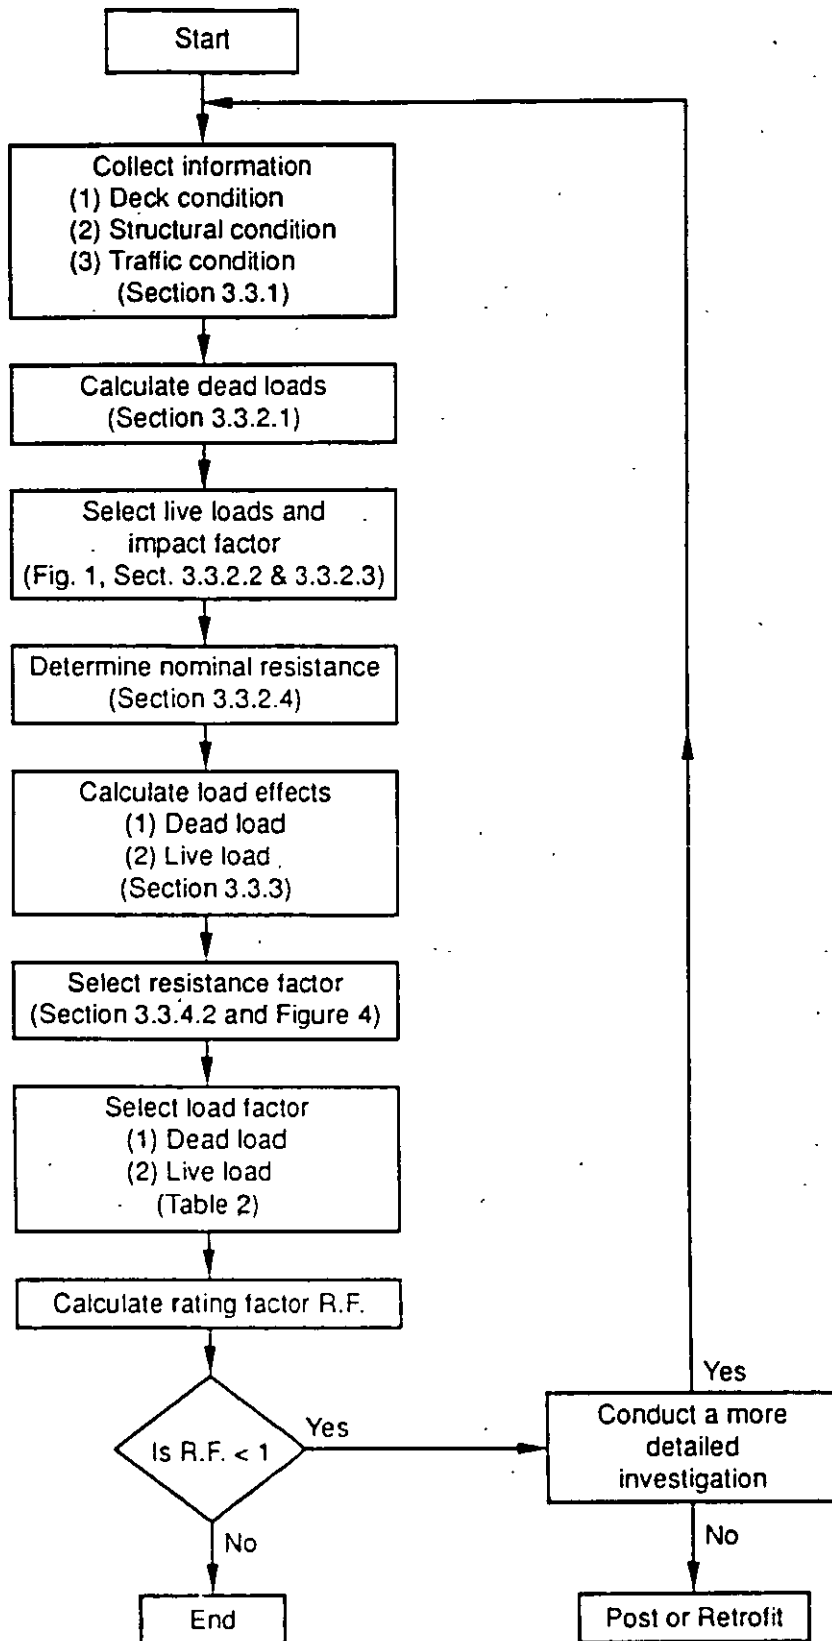 Start
Collect information
(1) Deck condition
(2) Structural condition
(3) Traffic condition
(Section 3.3.1)
Calculate dead loads
(Section 3.3.2.1)
Select live loads and
impact factor
(Fig. 1, Sect. 3.3.2.2 & 3.3.2.3)
Determine nominal resistance
(Section 3.3.2.4)
Calculate load effects
(1) Dead load
(2) Live load
(Section 3.3.3)
Select resistance factor
(Section 3.3.4.2 and Figure 4)
Select load factor
(1) Dead load
(2) Live load
(Table 2)
Calculate rating factor R.F.
Is R.F. < 1
Yes
No
End
Yes
Conduct a more
detailed
investigation
No
Post or Retrofit